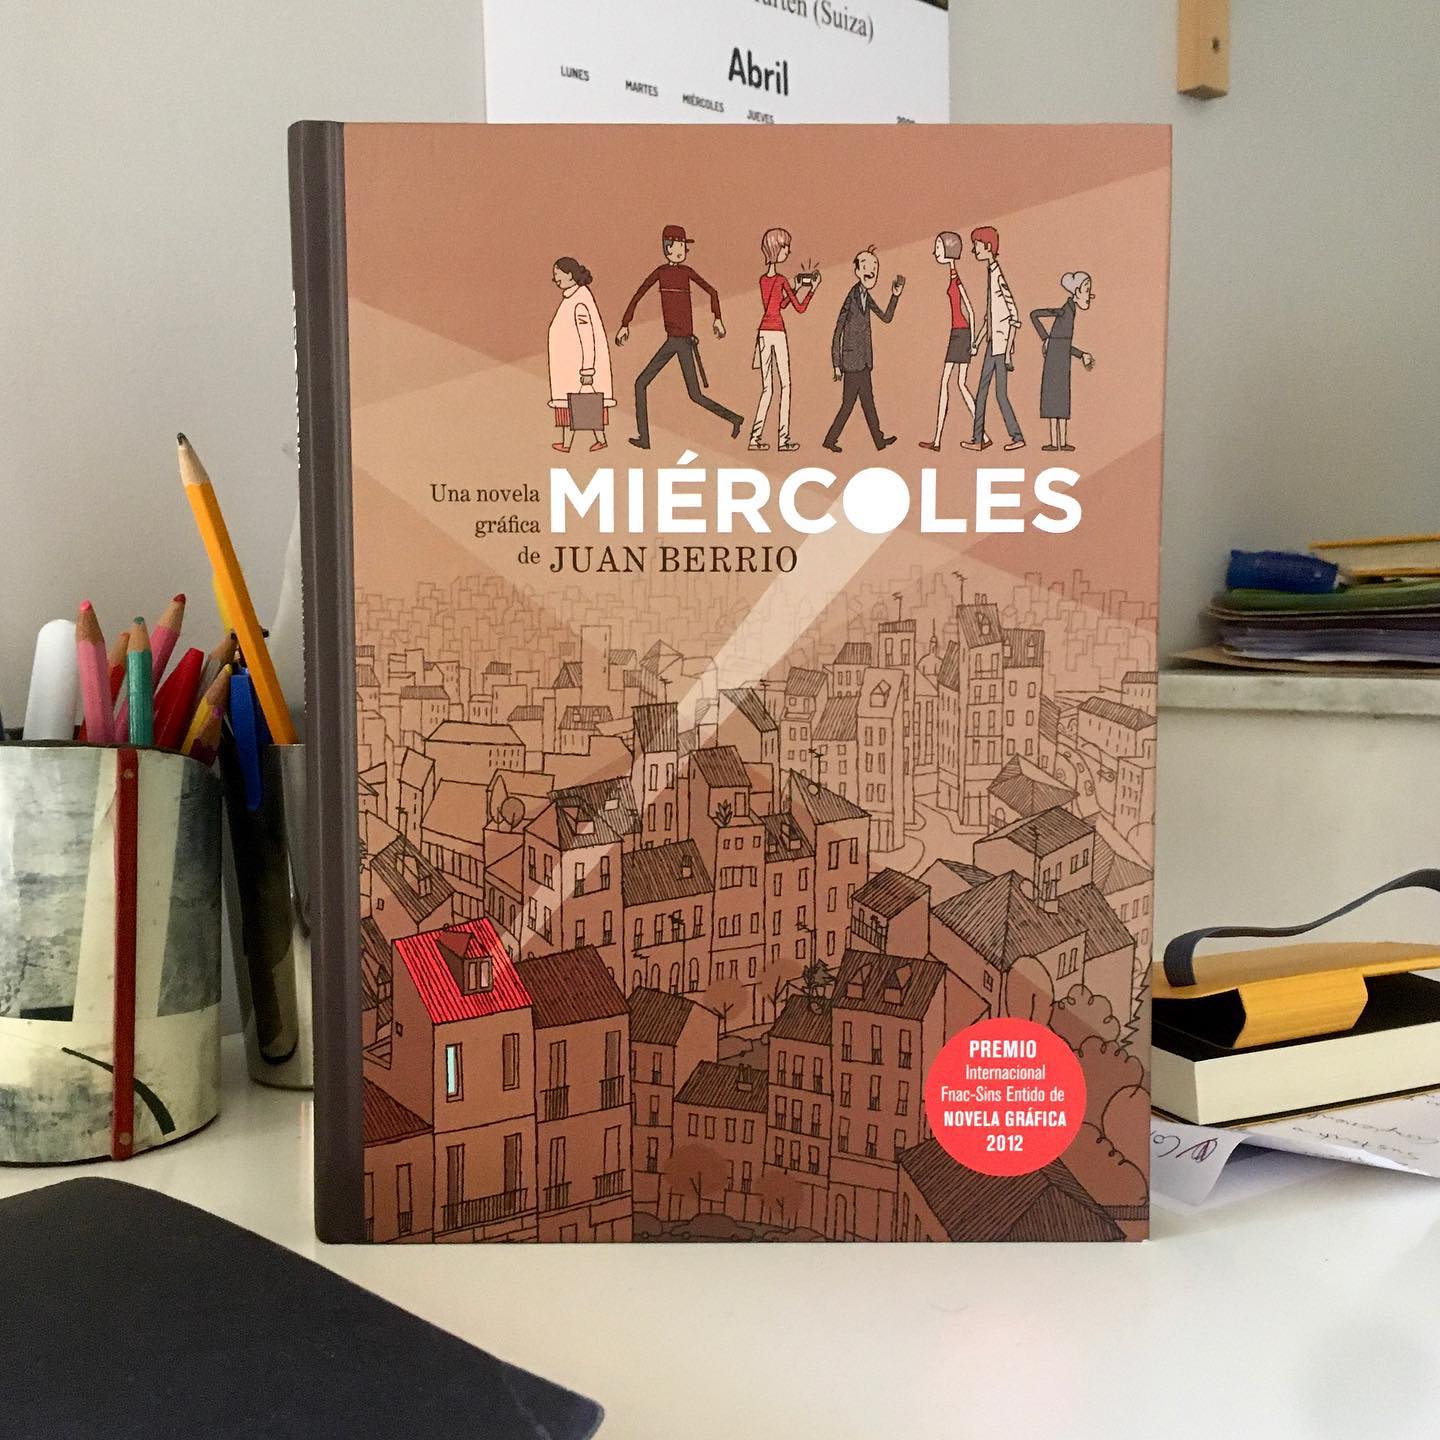 (Suiza)
Abril
LUNES MARTES MIÉRCOLES JUEVES
Una novela
gráfica
de
MIÉRCOLES
JUAN BERRIO
PREMIO
Internacional
Fnac-Sins Entido de
NOVELA GRÁFICA
2012